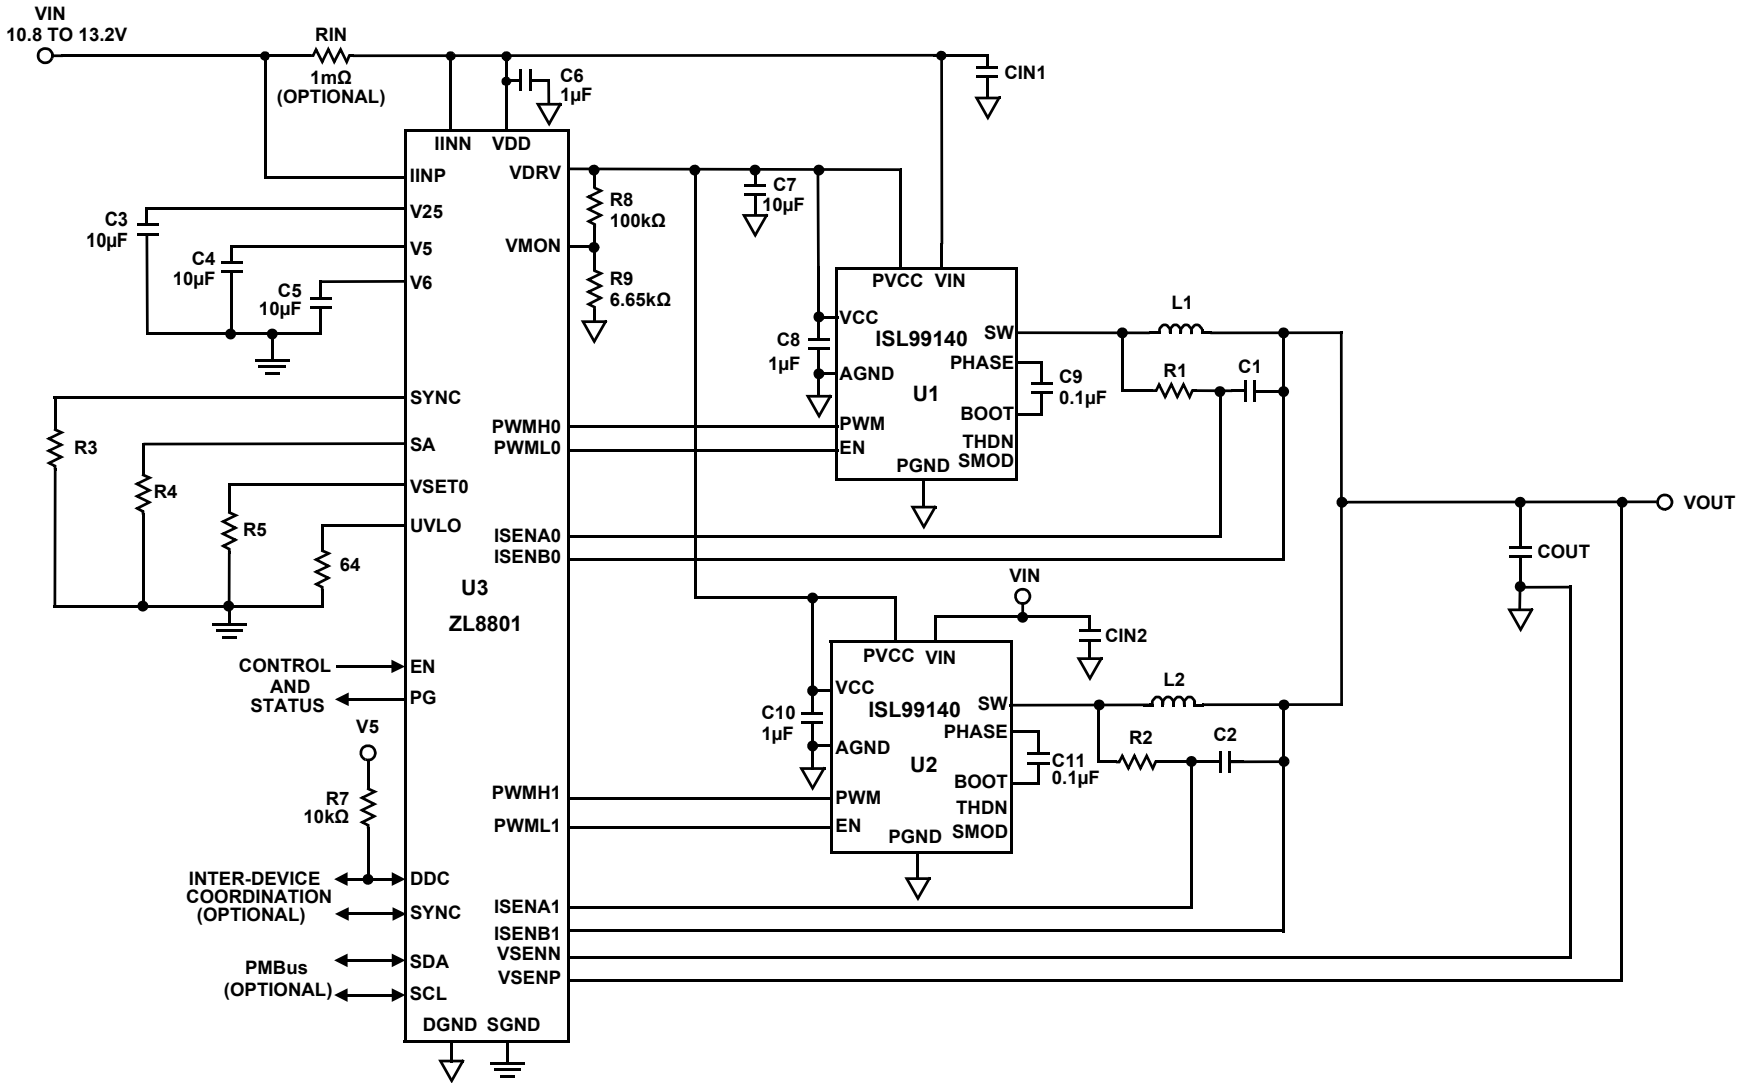 VIN
10.8 TO 13.2V
RIN
1mΩ
(OPTIONAL)
C6
1µF
CIN1
IINN VDD
IINP
VDRV
V25
V5
V6
VMON
C3
10µF
C4
10µF
C5
10µF
R8
100kΩ
R9
6.65kΩ
C7
10µF
PVCC VIN
VCC
ISL99140
SW
PHASE
AGND
U1
BOOT
PWM
THDN
EN
SMOD
PGND
C8
1µF
C9
0.1µF
L1
R1
C1
SYNC
SA
VSET0
UVLO
R3
R4
R5
64
PWMH0
PWML0
ISENA0
ISENB0
VOUT
COUT
U3
ZL8801
VIN
CIN2
PVCC VIN
VCC
ISL99140
SW
PHASE
AGND
U2
BOOT
PWM
THDN
EN
SMOD
PGND
C10
1µF
C11
0.1µF
L2
R2
C2
CONTROL
AND
STATUS
EN
PG
V5
R7
10kΩ
PWMH1
PWML1
INTER-DEVICE
COORDINATION
(OPTIONAL)
DDC
SYNC
ISENA1
ISENB1
VSENN
VSENP
PMBus
(OPTIONAL)
SDA
SCL
DGND SGND